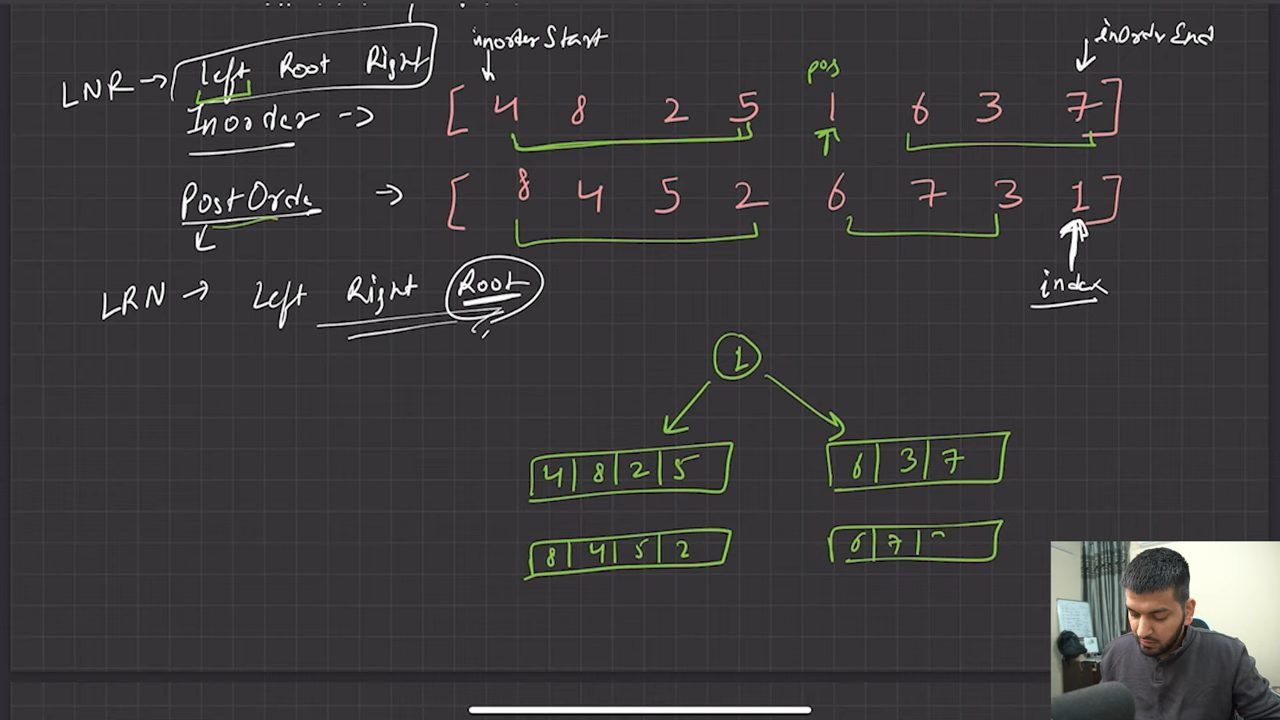 inorder Start
inOrder End
LNR → left Root Right
pos
Inorder → [ 4 8 2 5 1 6 3 7 ]
PostOrde → [ 8 4 5 2 6 7 3 1 ]
LRN → Left Right Root
index
1
4 | 8 | 2 | 5
6 | 3 | 7
8 | 4 | 5 | 2
6 | 7 |